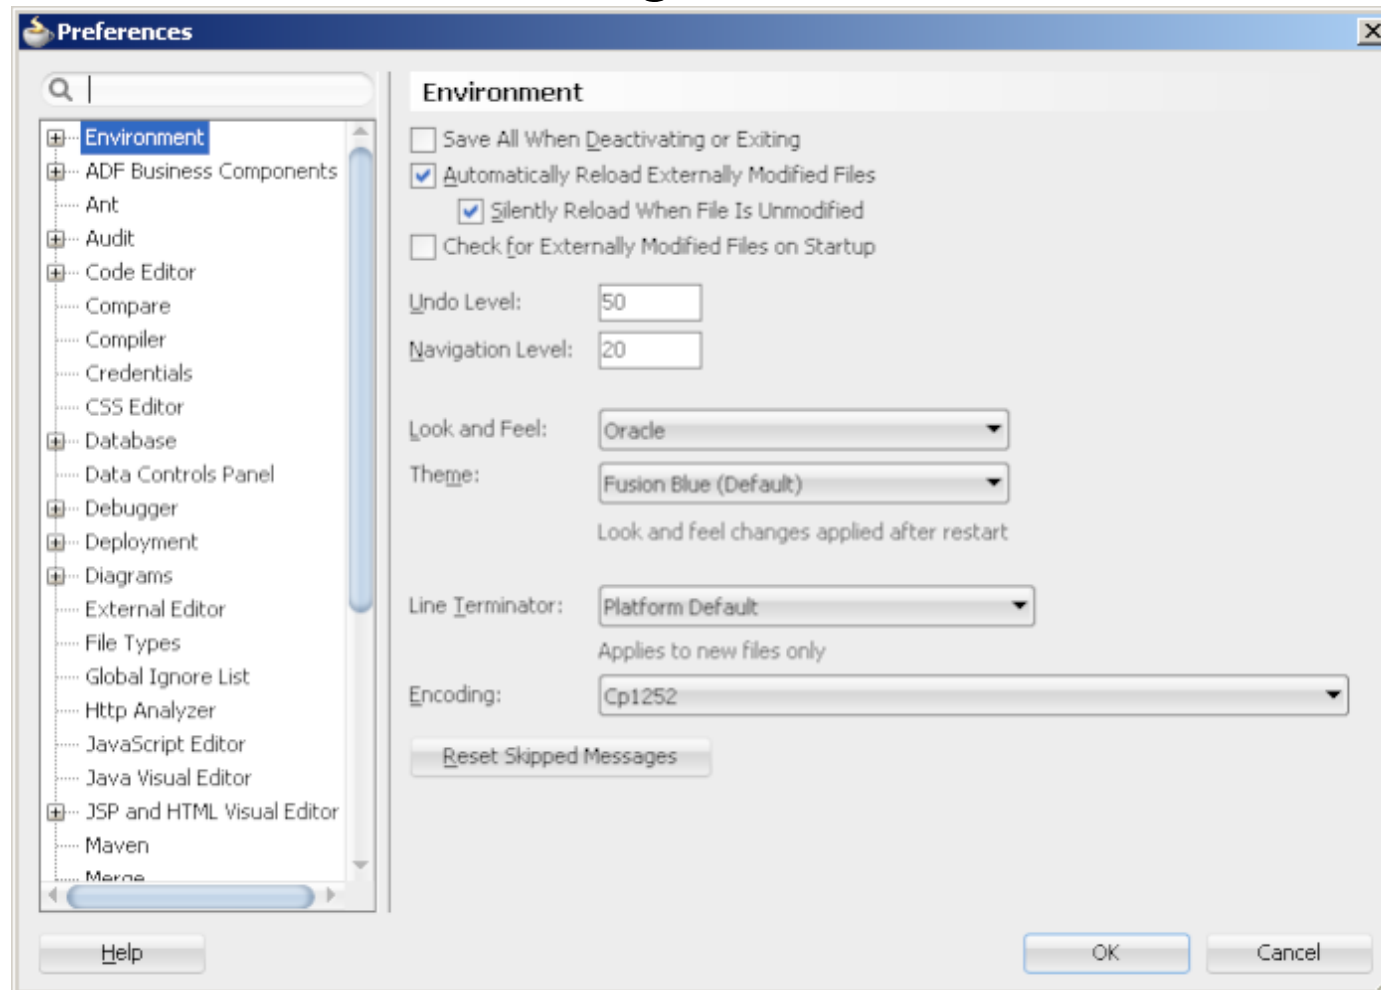 Preferences
Environment
ADF Business Components
Ant
Audit
Code Editor
Compare
Compiler
Credentials
CSS Editor
Database
Data Controls Panel
Debugger
Deployment
Diagrams
External Editor
File Types
Global Ignore List
Http Analyzer
JavaScript Editor
Java Visual Editor
JSP and HTML Visual Editor
Maven
Merge
Environment
Save All When Deactivating or Exiting
Automatically Reload Externally Modified Files
Silently Reload When File Is Unmodified
Check for Externally Modified Files on Startup
Undo Level: 50
Navigation Level: 20
Look and Feel: Oracle
Theme: Fusion Blue (Default)
Look and feel changes applied after restart
Line Terminator: Platform Default
Applies to new files only
Encoding: Cp1252
Reset Skipped Messages
Help OK Cancel